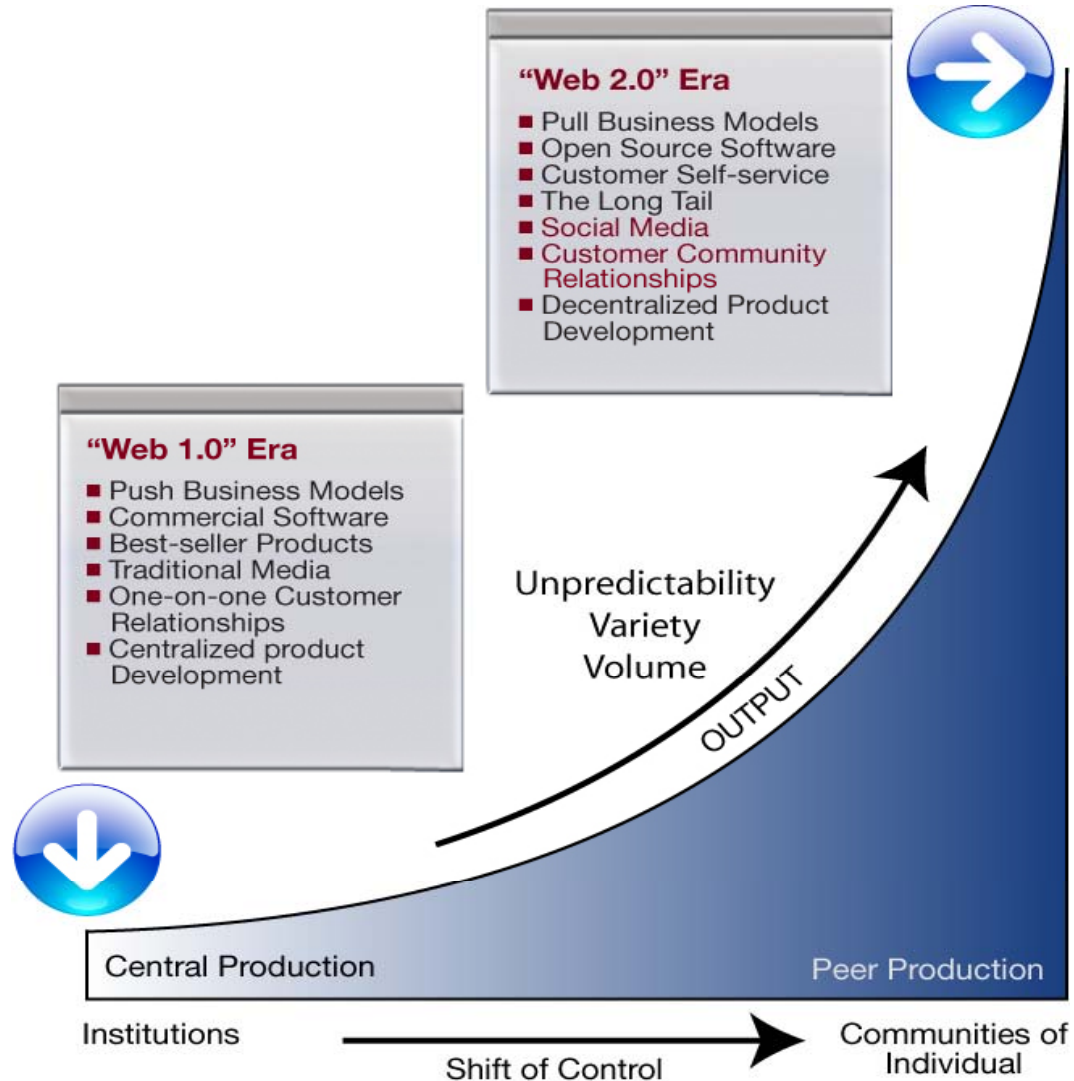 “Web 2.0” Era
Pull Business Models
Open Source Software
Customer Self-service
The Long Tail
Social Media
Customer Community
Relationships
Decentralized Product
Development
“Web 1.0” Era
Push Business Models
Commercial Software
Best-seller Products
Traditional Media
One-on-one Customer
Relationships
Centralized product
Development
Unpredictability
Variety
Volume
OUTPUT
Central Production
Peer Production
Institutions
Shift of Control
Communities of
Individual